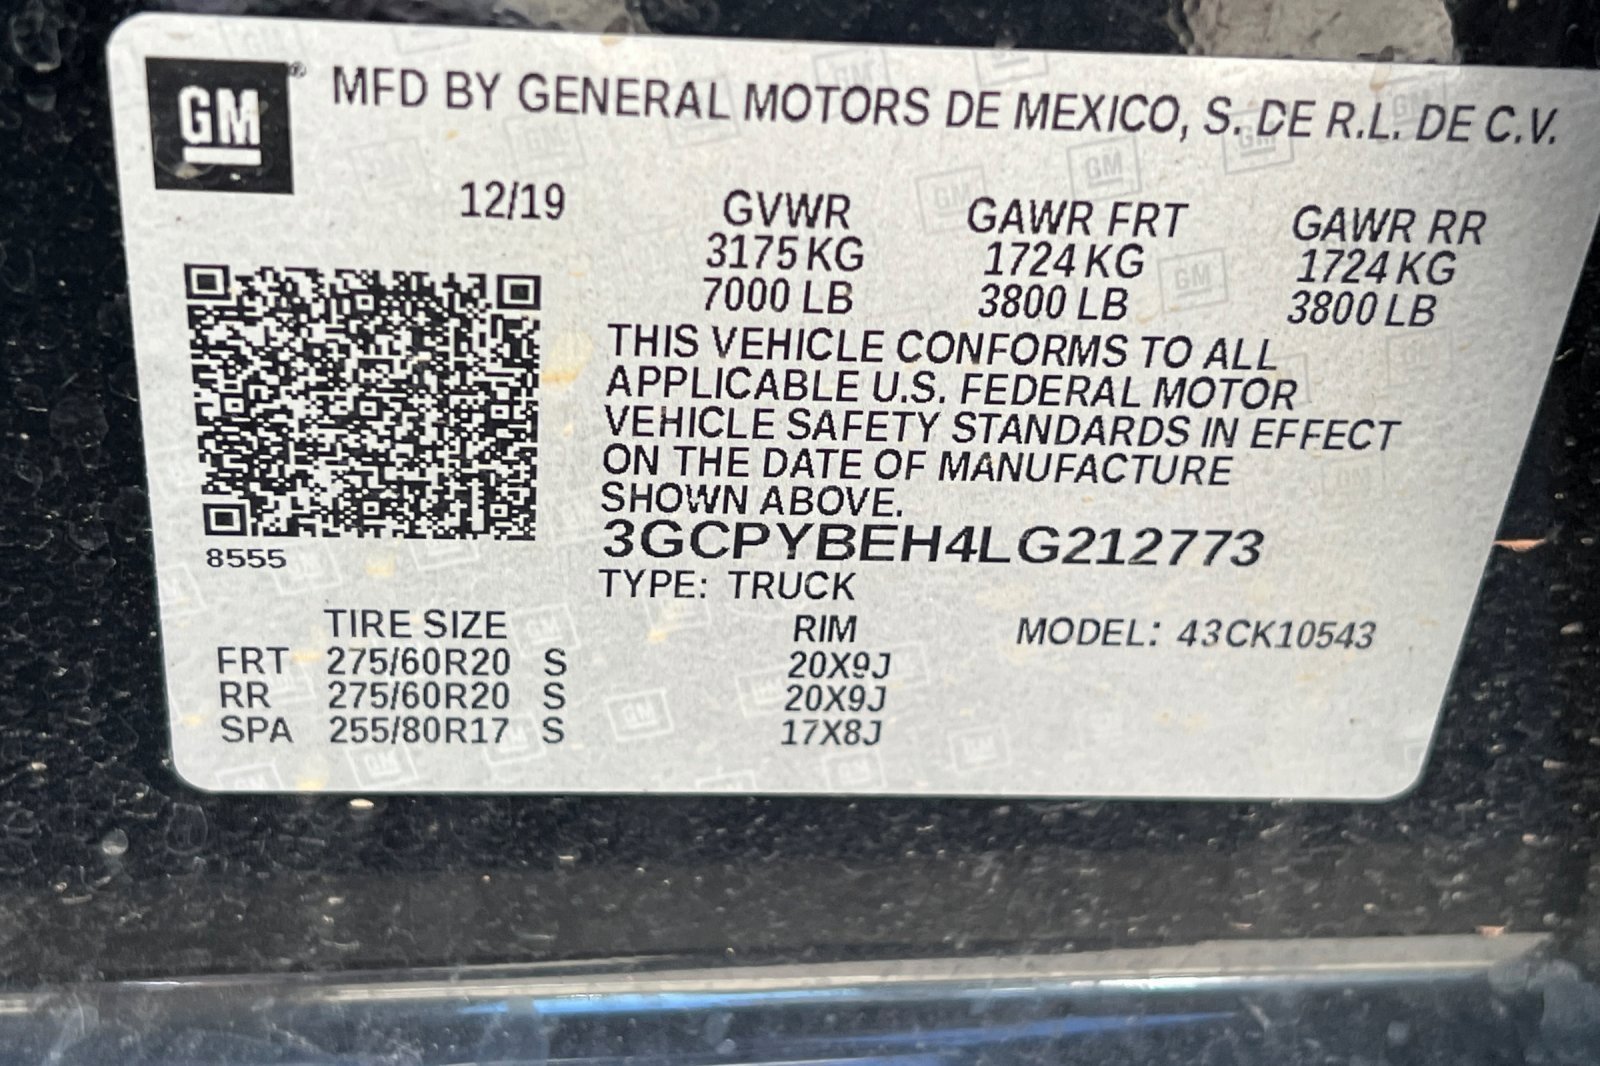 GM ® MFD BY GENERAL MOTORS DE MEXICO, S. DE R.L. DE C.V.
12/19 GVWR GAWR FRT GAWR RR
3175 KG 1724 KG 1724 KG
7000 LB 3800 LB 3800 LB
THIS VEHICLE CONFORMS TO ALL
APPLICABLE U.S. FEDERAL MOTOR
VEHICLE SAFETY STANDARDS IN EFFECT
ON THE DATE OF MANUFACTURE
SHOWN ABOVE.
3GCPYBEH4LG212773
8555
TYPE: TRUCK
TIRE SIZE RIM MODEL: 43CK10543
FRT 275/60R20 S 20X9J
RR 275/60R20 S 20X9J
SPA 255/80R17 S 17X8J